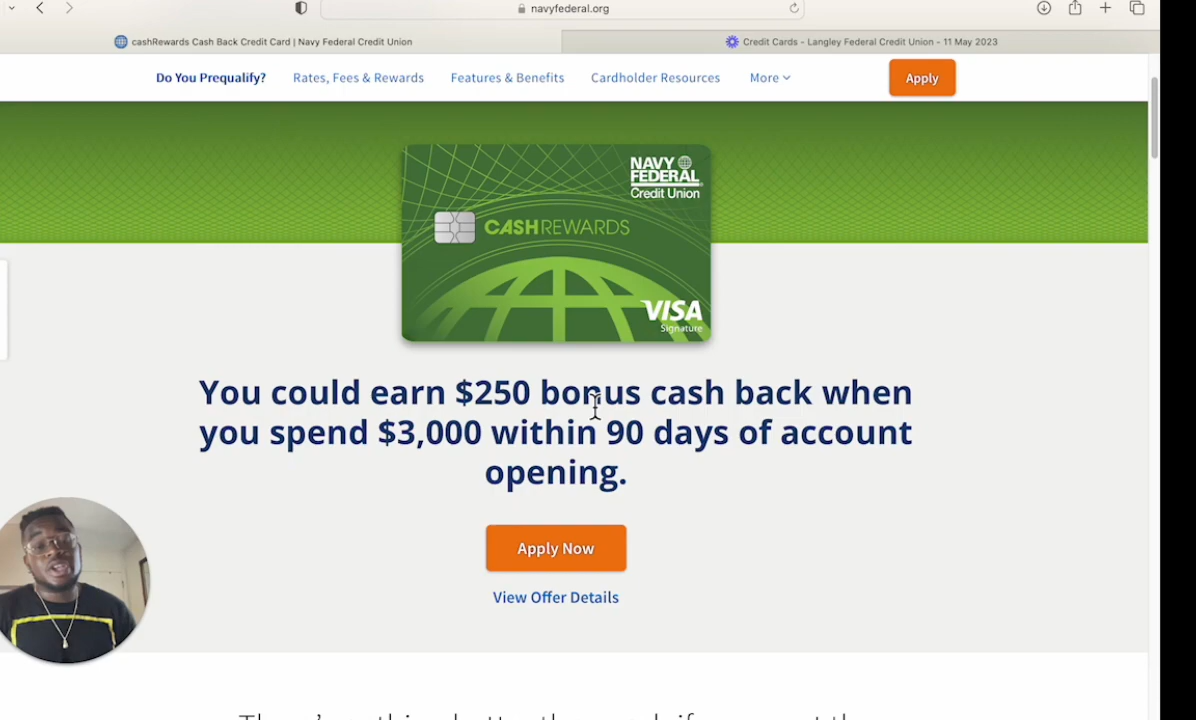 navyfederal.org
cashRewards Cash Back Credit Card | Navy Federal Credit Union
Credit Cards - Langley Federal Credit Union - 11 May 2023
Do You Prequalify?
Rates, Fees & Rewards
Features & Benefits
Cardholder Resources
More
Apply
NAVY
FEDERAL
Credit Union
CASHREWARDS
VISA
Signature
You could earn $250 bonus cash back when
you spend $3,000 within 90 days of account
opening.
Apply Now
View Offer Details